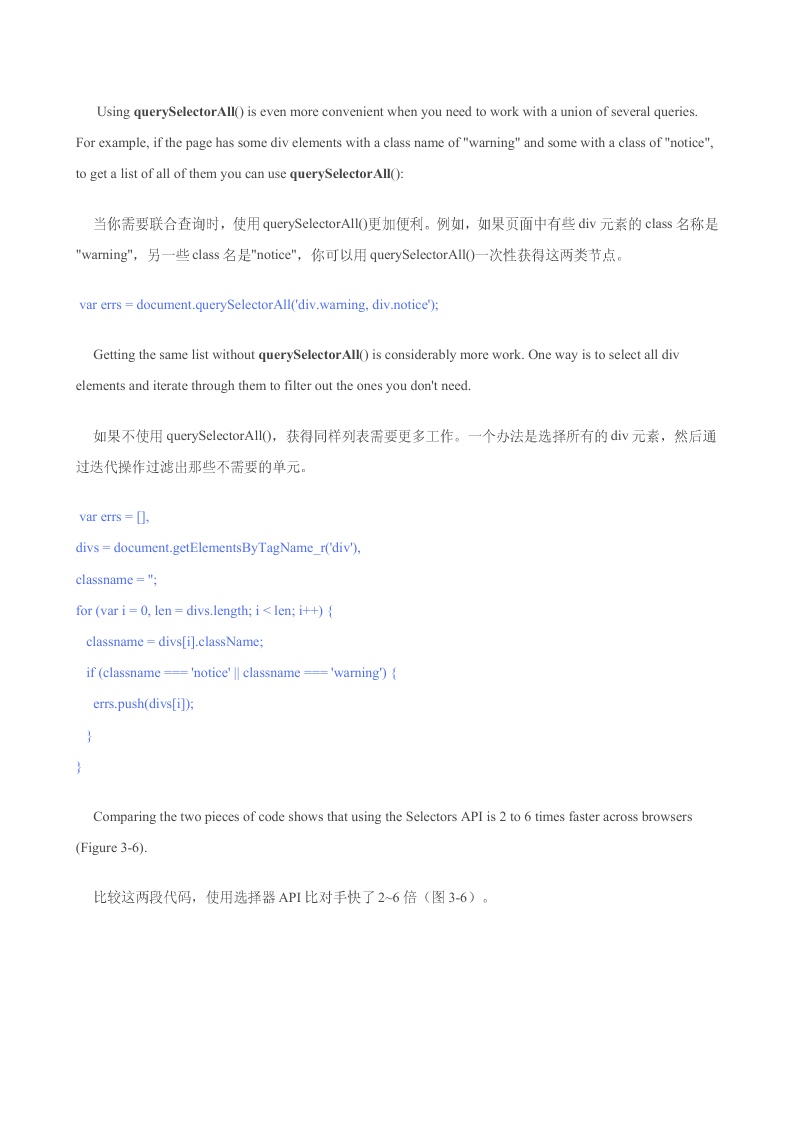 Using querySelectorAll() is even more convenient when you need to work with a union of several queries.
For example, if the page has some div elements with a class name of "warning" and some with a class of "notice",
to get a list of all of them you can use querySelectorAll():
当你需要联合查询时，使用 querySelectorAll()更加便利。例如，如果页面中有些 div 元素的 class 名称是
"warning"，另一些 class 名是"notice"，你可以用 querySelectorAll()一次性获得这两类节点。
var errs = document.querySelectorAll('div.warning, div.notice');
Getting the same list without querySelectorAll() is considerably more work. One way is to select all div
elements and iterate through them to filter out the ones you don't need.
如果不使用 querySelectorAll()，获得同样列表需要更多工作。一个办法是选择所有的 div 元素，然后通
过迭代操作过滤出那些不需要的单元。
var errs = [],
divs = document.getElementsByTagName_r('div'),
classname = '';
for (var i = 0, len = divs.length; i < len; i++) {
classname = divs[i].className;
if (classname === 'notice' || classname === 'warning') {
errs.push(divs[i]);
}
}
Comparing the two pieces of code shows that using the Selectors API is 2 to 6 times faster across browsers
(Figure 3-6).
比较这两段代码，使用选择器 API 比对手快了 2~6 倍（图 3-6）。